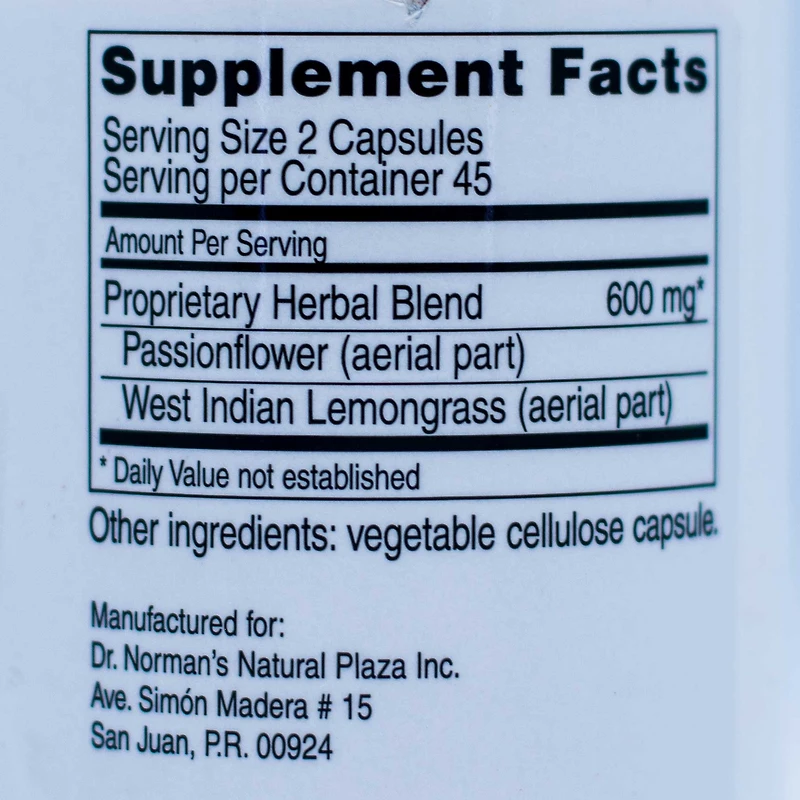 Supplement Facts
Serving Size 2 Capsules
Serving per Container 45
Amount Per Serving
Proprietary Herbal Blend 600 mg*
Passionflower (aerial part)
West Indian Lemongrass (aerial part)
* Daily Value not established
Other ingredients: vegetable cellulose capsule.
Manufactured for:
Dr. Norman's Natural Plaza Inc.
Ave. Simón Madera # 15
San Juan, P.R. 00924